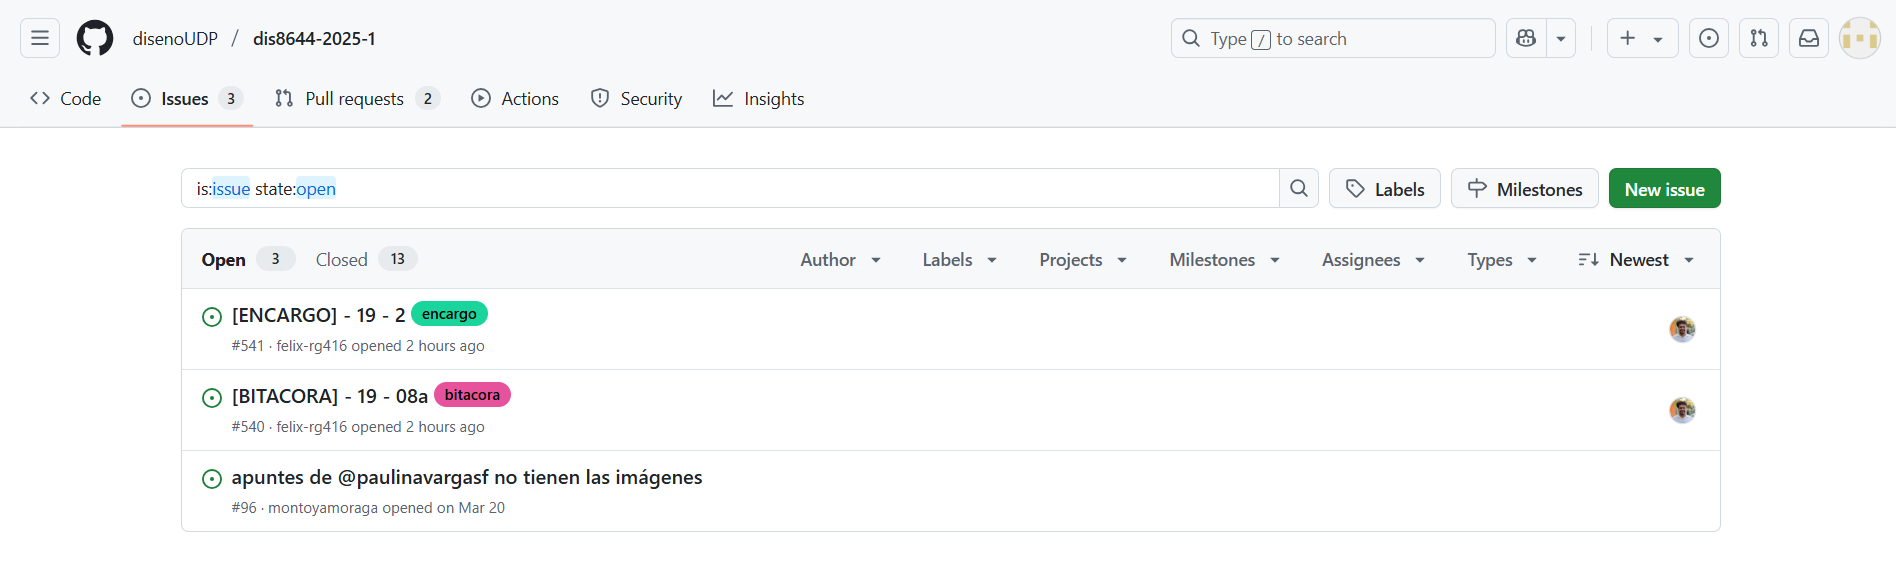 disenoUDP / dis8644-2025-1
Type / to search
Code
Issues 3
Pull requests 2
Actions
Security
Insights
is:issue state:open
Labels
Milestones
New issue
Open 3
Closed 13
Author
Labels
Projects
Milestones
Assignees
Types
Newest
[ENCARGO] - 19 - 2 encargo
#541 · felix-rg416 opened 2 hours ago
[BITACORA] - 19 - 08a bitacora
#540 · felix-rg416 opened 2 hours ago
apuntes de @paulinavargasf no tienen las imágenes
#96 · montoyamoraga opened on Mar 20